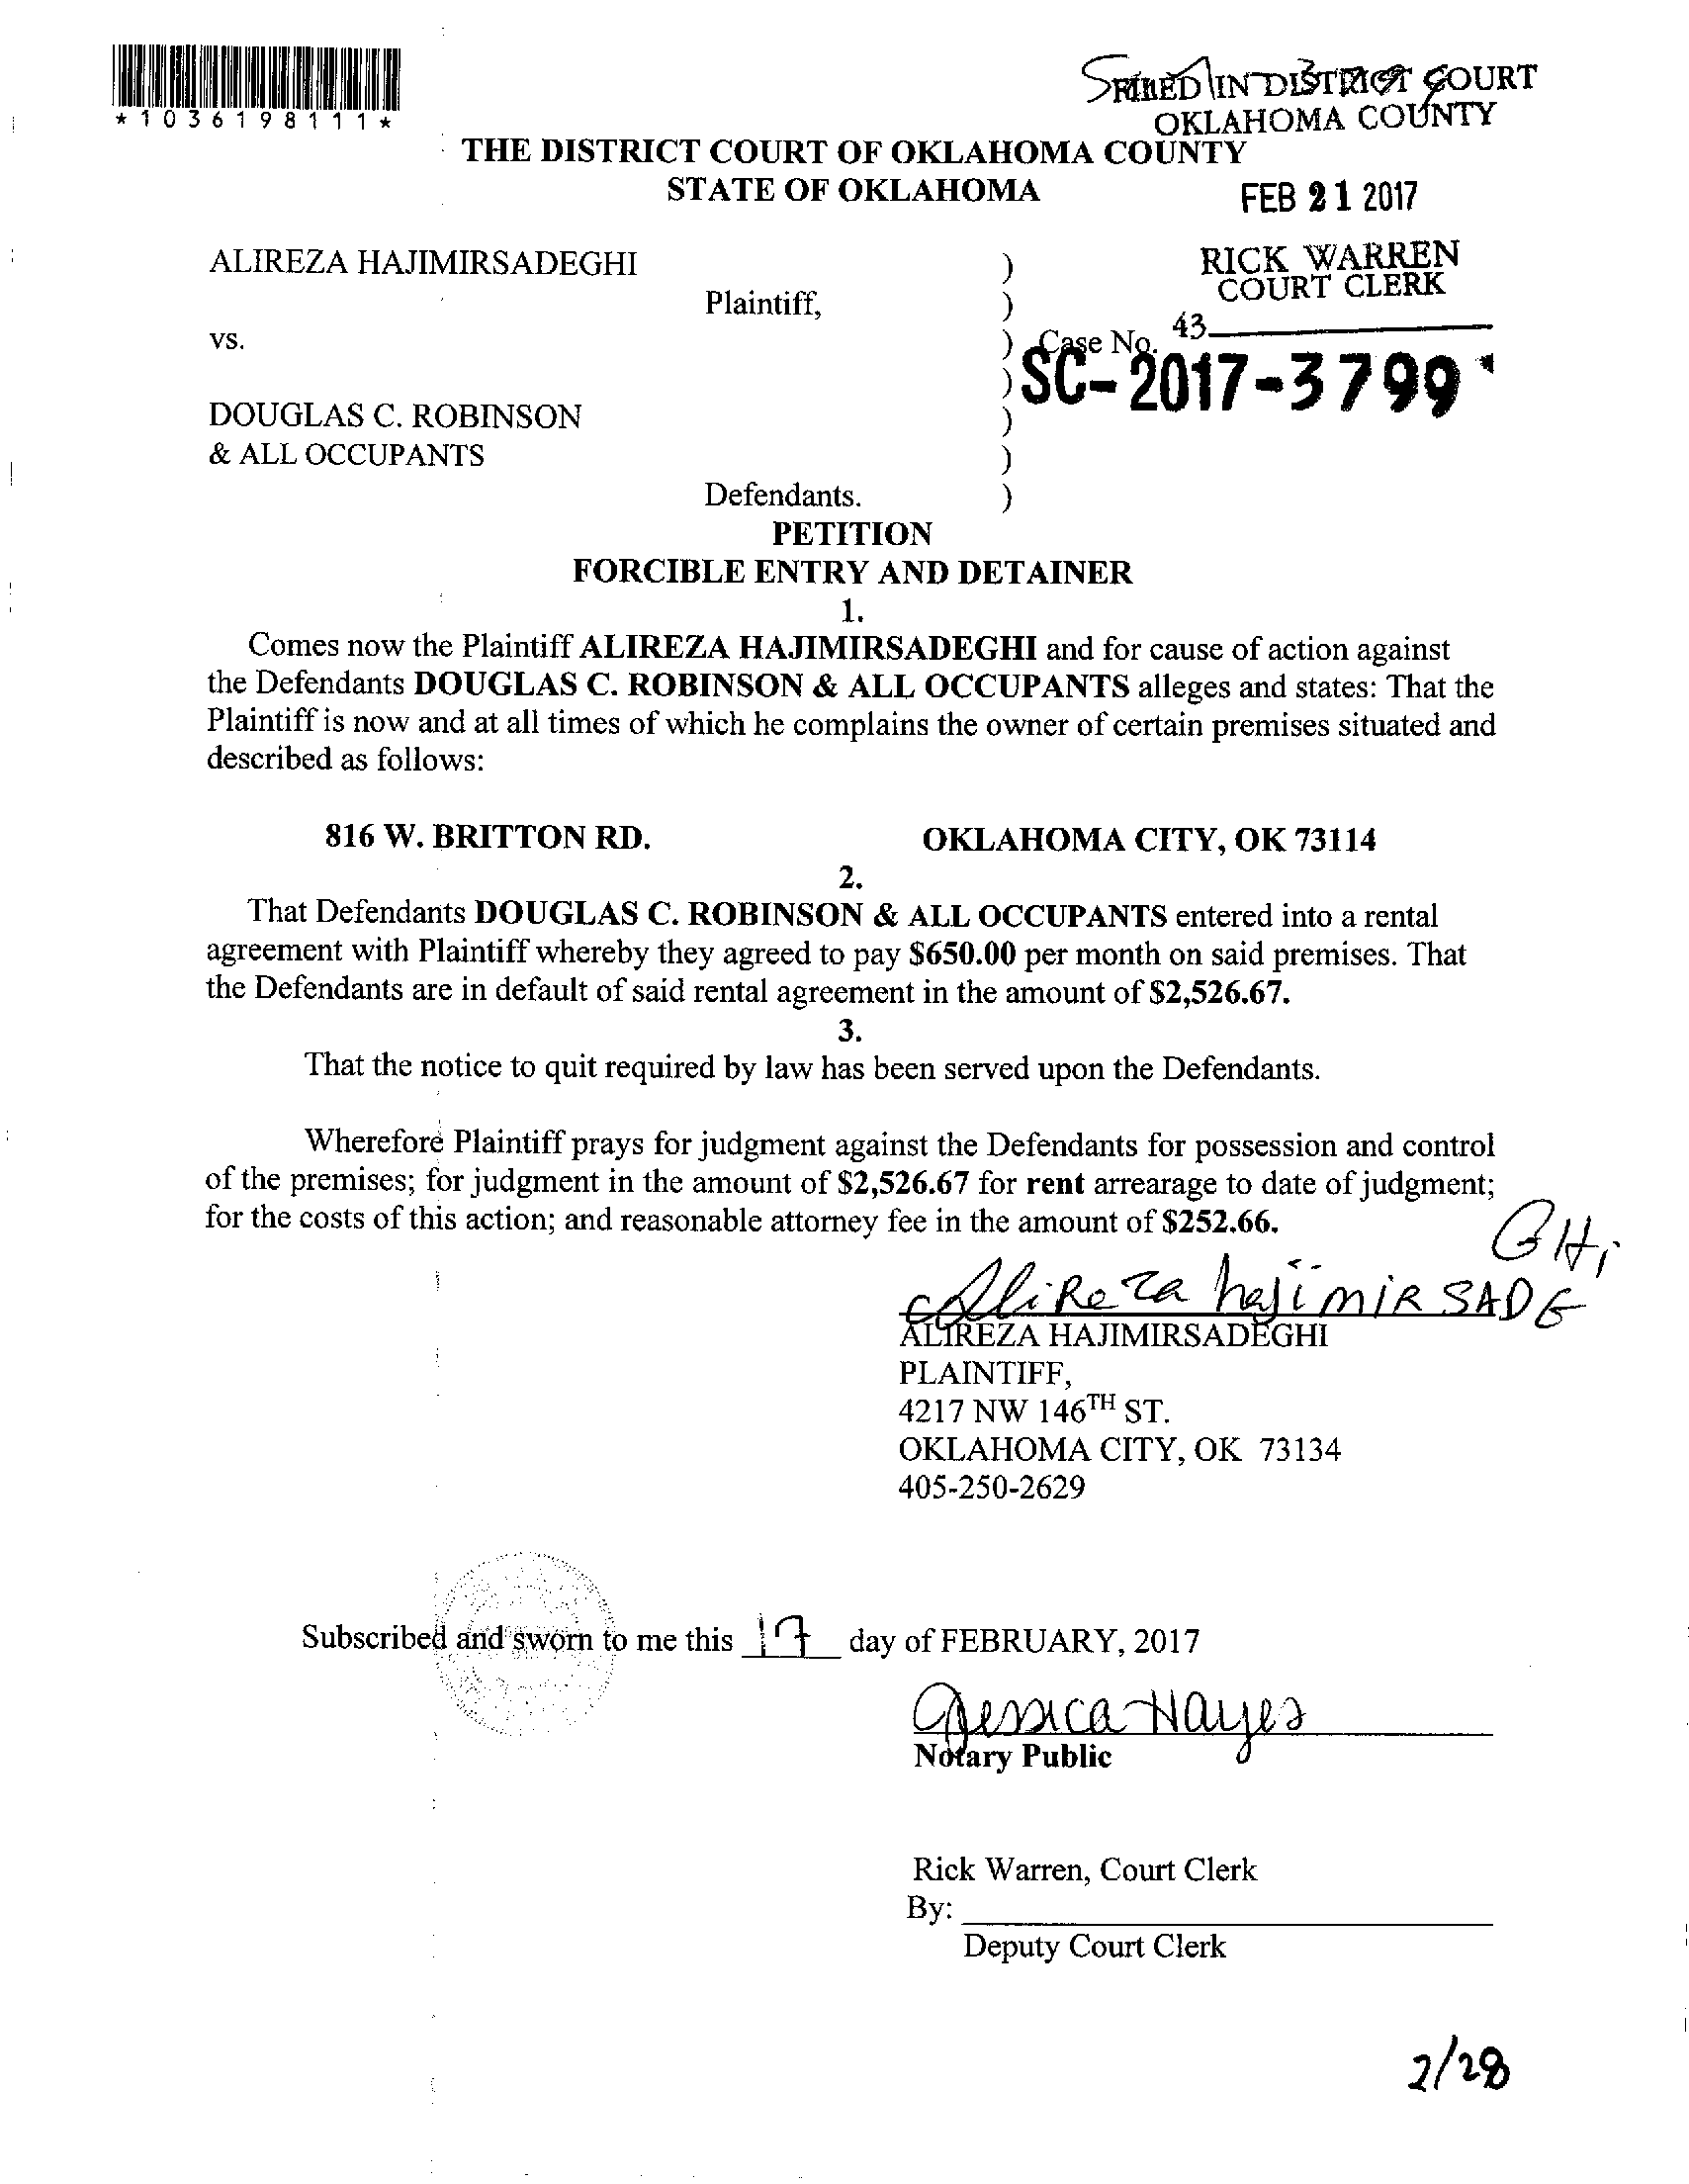 *1036198111*
FILED IN DISTRICT COURT
OKLAHOMA COUNTY
THE DISTRICT COURT OF OKLAHOMA COUNTY
STATE OF OKLAHOMA
FEB 21 2017
ALIREZA HAJIMIRSADEGHI )
RICK WARREN
COURT CLERK
Plaintiff, )
43
vs. ) Case No.
) SC-2017-3799
DOUGLAS C. ROBINSON )
& ALL OCCUPANTS )
Defendants. )
PETITION
FORCIBLE ENTRY AND DETAINER
1.
Comes now the Plaintiff ALIREZA HAJIMIRSADEGHI and for cause of action against
the Defendants DOUGLAS C. ROBINSON & ALL OCCUPANTS alleges and states: That the
Plaintiff is now and at all times of which he complains the owner of certain premises situated and
described as follows:
816 W. BRITTON RD. OKLAHOMA CITY, OK 73114
2.
That Defendants DOUGLAS C. ROBINSON & ALL OCCUPANTS entered into a rental
agreement with Plaintiff whereby they agreed to pay $650.00 per month on said premises. That
the Defendants are in default of said rental agreement in the amount of $2,526.67.
3.
That the notice to quit required by law has been served upon the Defendants.
Wherefore Plaintiff prays for judgment against the Defendants for possession and control
of the premises; for judgment in the amount of $2,526.67 for rent arrearage to date of judgment;
for the costs of this action; and reasonable attorney fee in the amount of $252.66.
AliReza hajimiRSADE
GHi
ALIREZA HAJIMIRSADEGHI
PLAINTIFF,
4217 NW 146TH ST.
OKLAHOMA CITY, OK 73134
405-250-2629
Subscribed and sworn to me this 17 day of FEBRUARY, 2017
Jessica Hayes
Notary Public
Rick Warren, Court Clerk
By:
Deputy Court Clerk
2/28